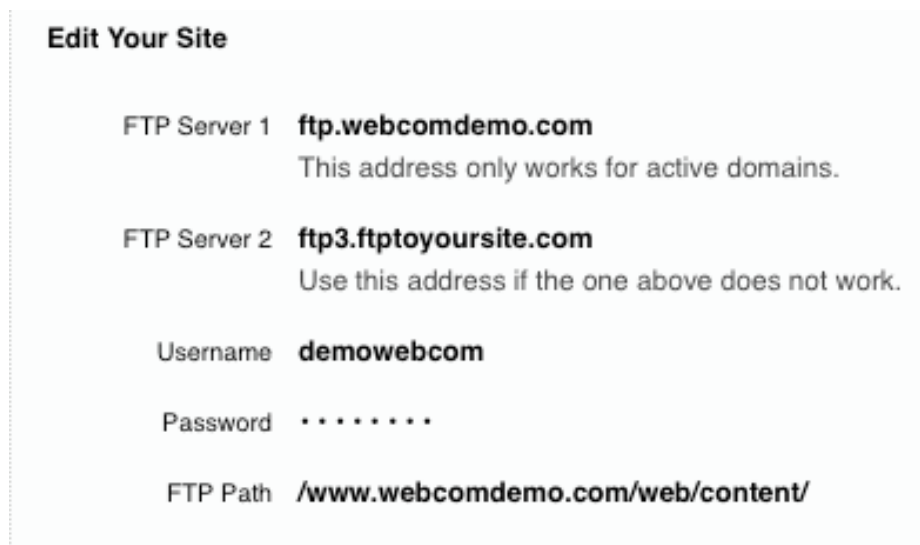 Edit Your Site
FTP Server 1 ftp.webcomdemo.com
This address only works for active domains.
FTP Server 2 ftp3.ftptoyoursite.com
Use this address if the one above does not work.
Username demowebcom
Password ········
FTP Path /www.webcomdemo.com/web/content/